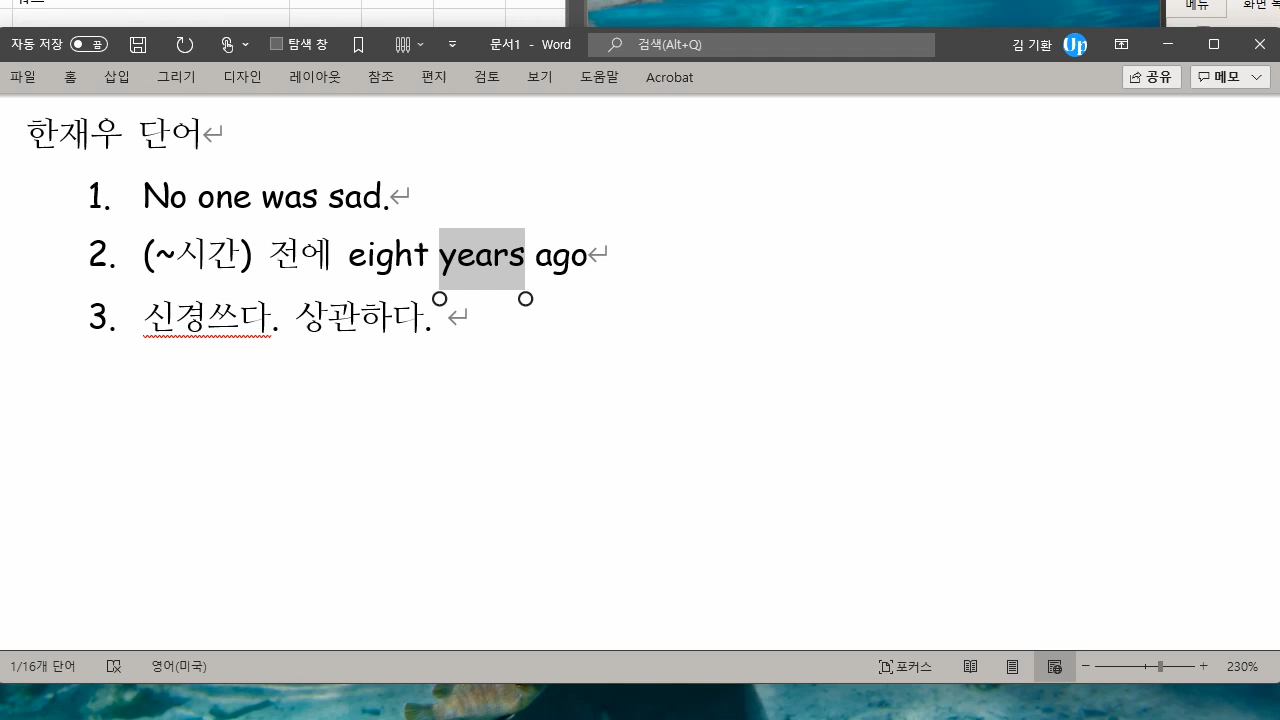 자동 저장 끔 탐색 창 문서1 - Word 검색(Alt+Q) 김 기환 Up
메뉴
파일 홈 삽입 그리기 디자인 레이아웃 참조 편지 검토 보기 도움말 Acrobat 공유 메모
한재우 단어
1. No one was sad.
2. (~시간) 전에 eight years ago
3. 신경쓰다. 상관하다.
1/16개 단어 영어(미국) 포커스 230%